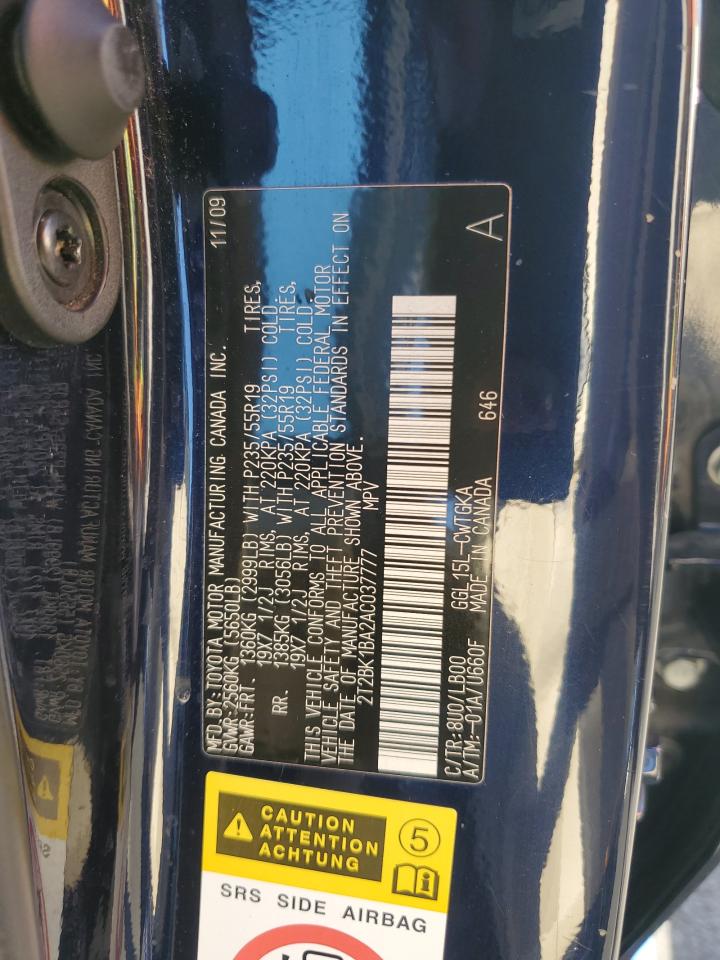 MFD.BY:TOYOTA MOTOR MANUFACTURING CANADA INC. 11/09
GVWR:2560KG(5650LB)
GAWR:FRT. 1360KG(2999LB) WITH P235/55R19 TIRES,
19X7 1/2J RIMS, AT 220KPA (32PSI) COLD.
RR. 1385KG(3056LB) WITH P235/55R19 TIRES,
19X7 1/2J RIMS, AT 220KPA (32PSI) COLD.
THIS VEHICLE CONFORMS TO ALL APPLICABLE FEDERAL MOTOR
VEHICLE SAFETY AND THEFT PREVENTION STANDARDS IN EFFECT ON
THE DATE OF MANUFACTURE SHOWN ABOVE.
2T2BK1BA2AC037777 MPV
C/TR:8U0/LB00 GGL15L-CWTGKA
A/TM:-01A/U660F MADE IN CANADA 646 A
CAUTION
ATTENTION
ACHTUNG
5
i
SRS SIDE AIRBAG